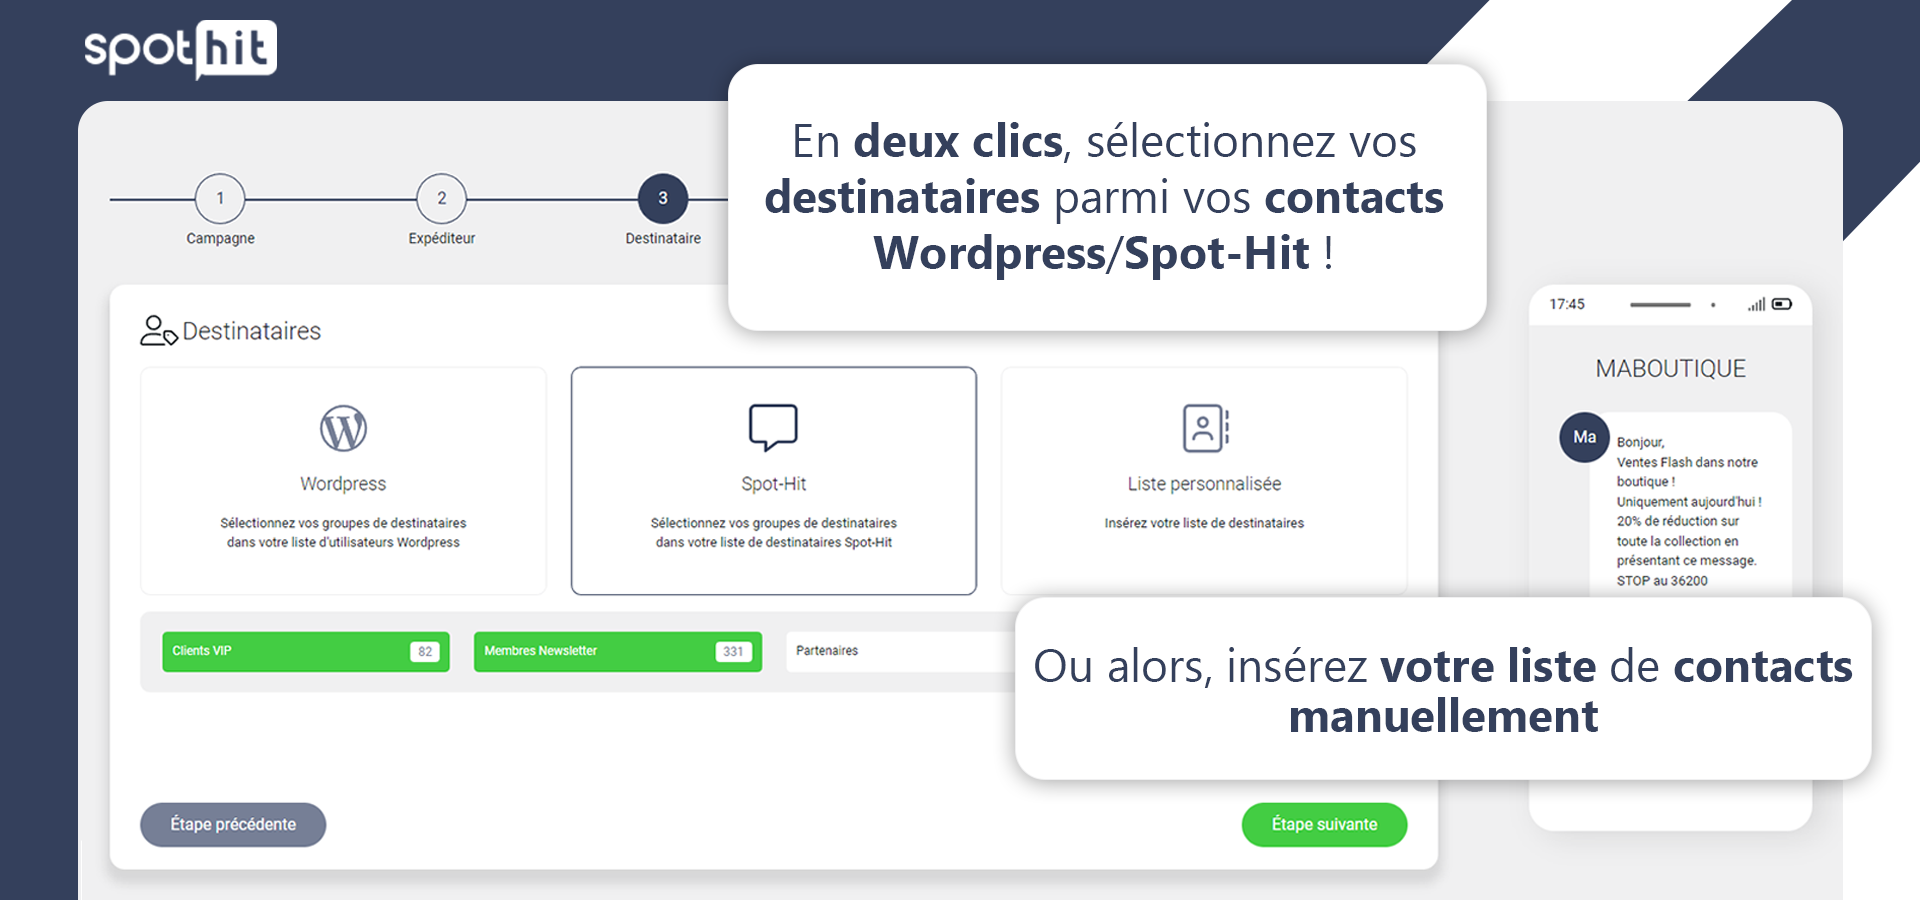 spothit
En deux clics, sélectionnez vos
destinataires parmi vos contacts
Wordpress/Spot-Hit !
1
2
3
Campagne
Expéditeur
Destinataire
Destinataires
Wordpress
Sélectionnez vos groupes de destinataires
dans votre liste d'utilisateurs Wordpress
Spot-Hit
Sélectionnez vos groupes de destinataires
dans votre liste de destinataires Spot-Hit
Liste personnalisée
Insérez votre liste de destinataires
Clients VIP
82
Membres Newsletter
331
Partenaires
Étape précédente
Étape suivante
17:45
MABOUTIQUE
Ma
Bonjour,
Ventes Flash dans notre
boutique !
Uniquement aujourd'hui !
20% de réduction sur
toute la collection en
présentant ce message.
STOP au 36200
Ou alors, insérez votre liste de contacts
manuellement